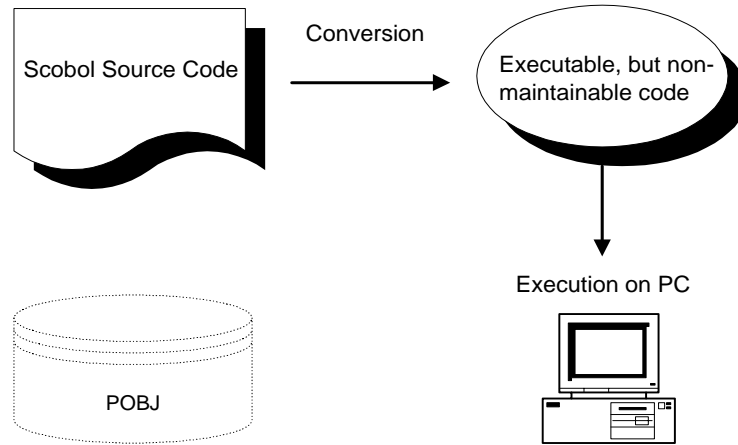 Scobol Source Code
Conversion
Executable, but non-
maintainable code
Execution on PC
POBJ